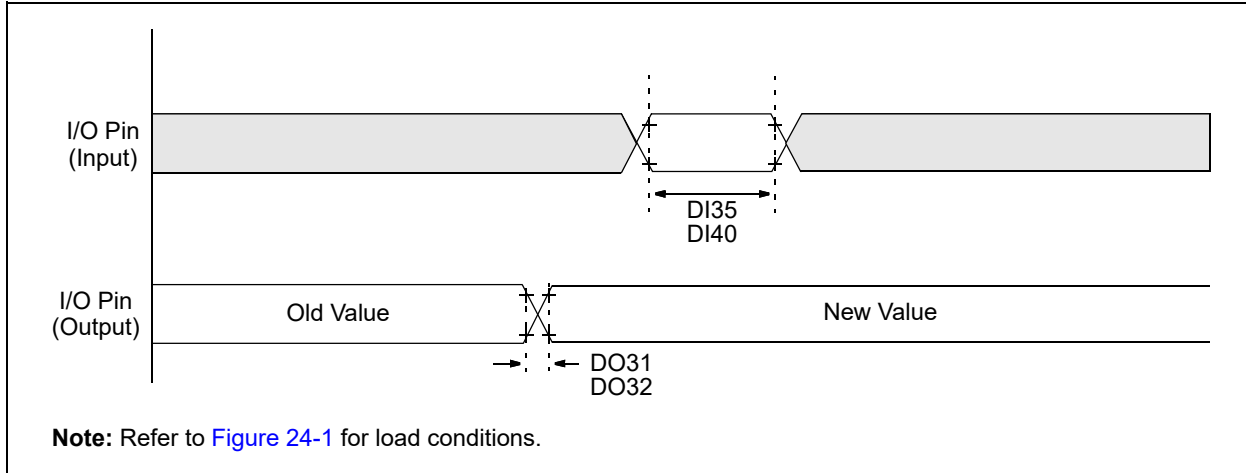 I/O Pin
(Input)
DI35
DI40
I/O Pin
(Output)
Old Value
New Value
DO31
DO32
Note: Refer to Figure 24-1 for load conditions.